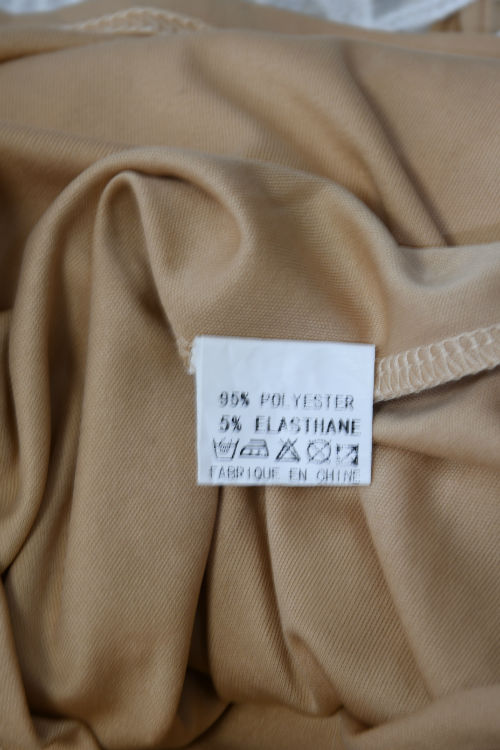 95% POLYESTER
5% ELASTHANE
FABRIQUE EN CHINE